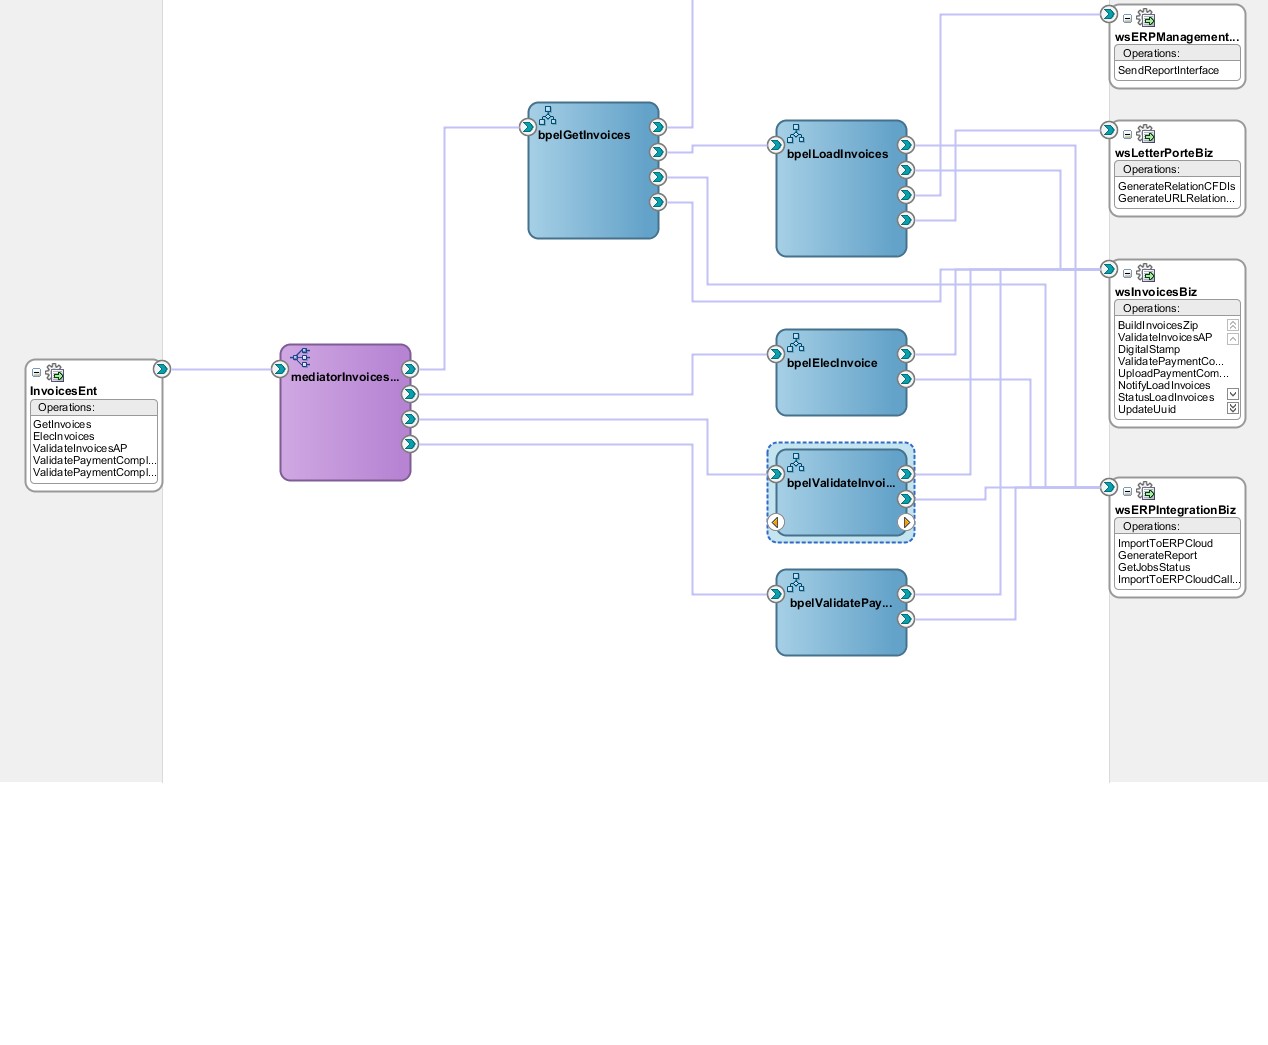 InvoicesEnt
Operations:
GetInvoices
ElecInvoices
ValidateInvoicesAP
ValidatePaymentCompl...
ValidatePaymentCompl...
mediatorInvoices...
bpelGetInvoices
bpelLoadInvoices
bpelElecInvoice
bpelValidateInvoi...
bpelValidatePay...
wsERPManagement...
Operations:
SendReportInterface
wsLetterPorteBiz
Operations:
GenerateRelationCFDIs
GenerateURLRelation...
wsInvoicesBiz
Operations:
BuildInvoicesZip
ValidateInvoicesAP
DigitalStamp
ValidatePaymentCo...
UploadPaymentCom...
NotifyLoadInvoices
StatusLoadInvoices
UpdateUuid
wsERPIntegrationBiz
Operations:
ImportToERPCloud
GenerateReport
GetJobsStatus
ImportToERPCloudCall...